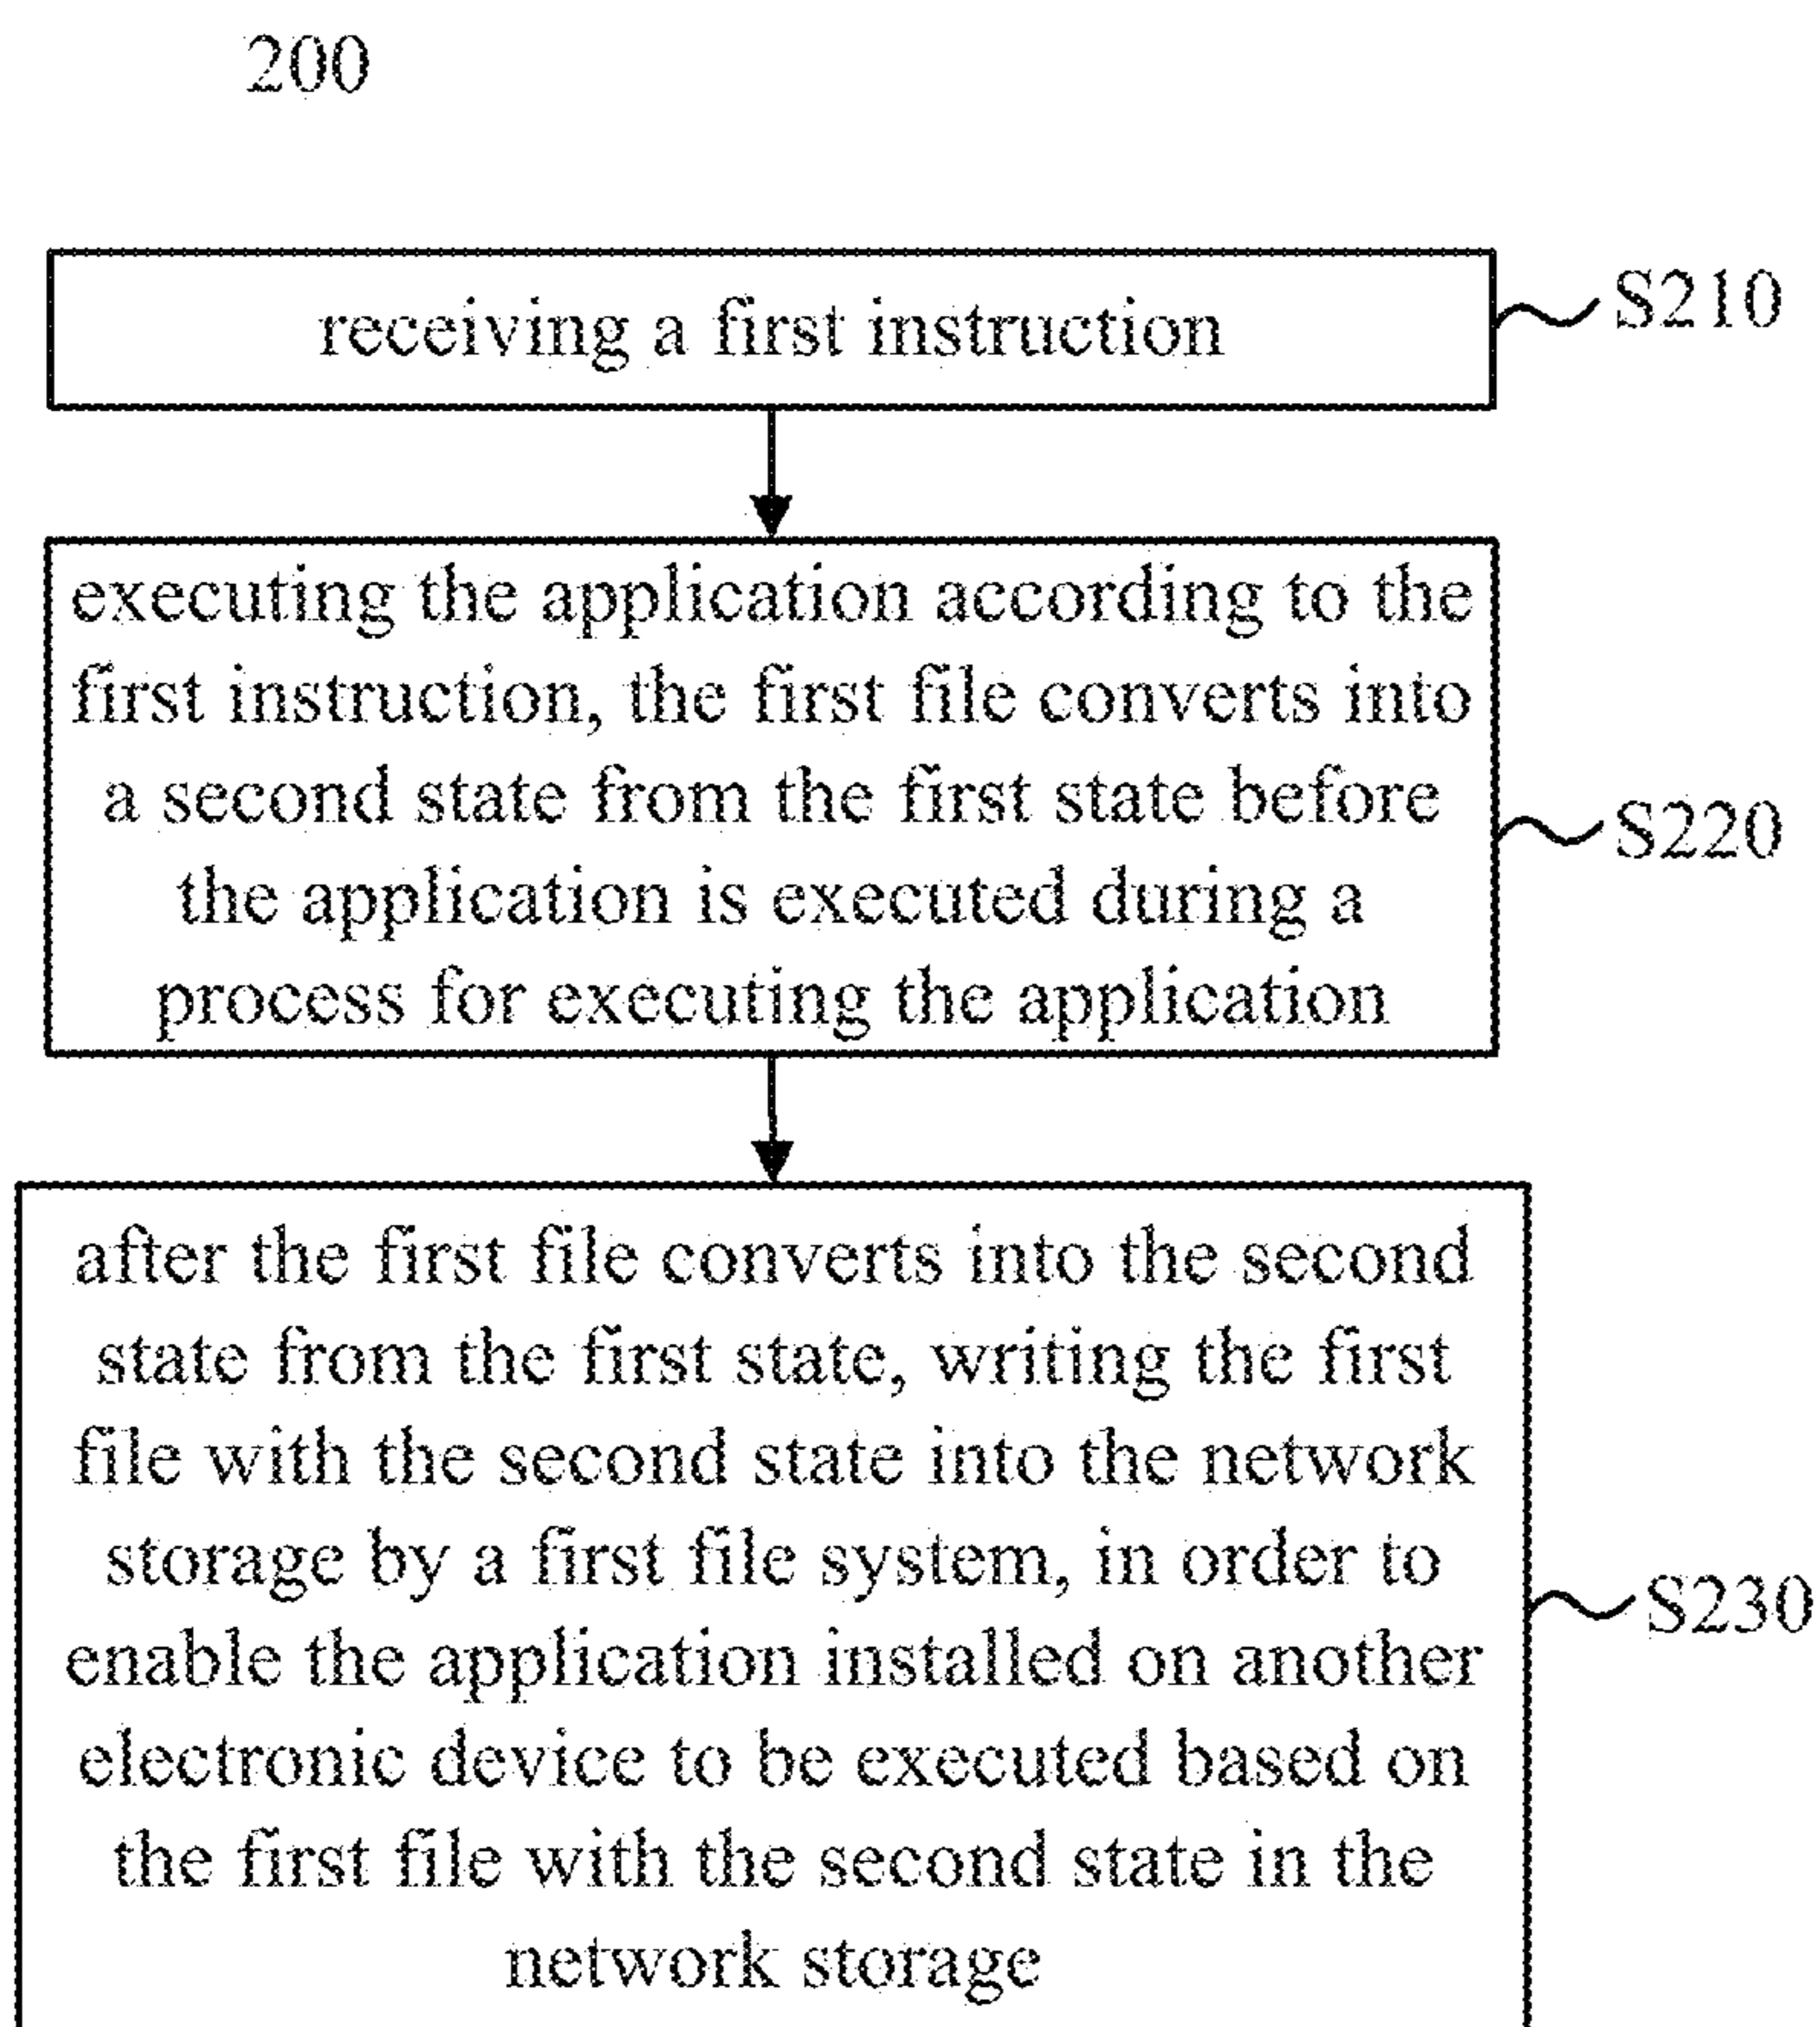 200
receiving a first instruction
S210
executing the application according to the
first instruction, the first file converts into
a second state from the first state before
the application is executed during a
process for executing the application
S220
after the first file converts into the second
state from the first state, writing the first
file with the second state into the network
storage by a first file system, in order to
enable the application installed on another
electronic device to be executed based on
the first file with the second state in the
network storage
S230